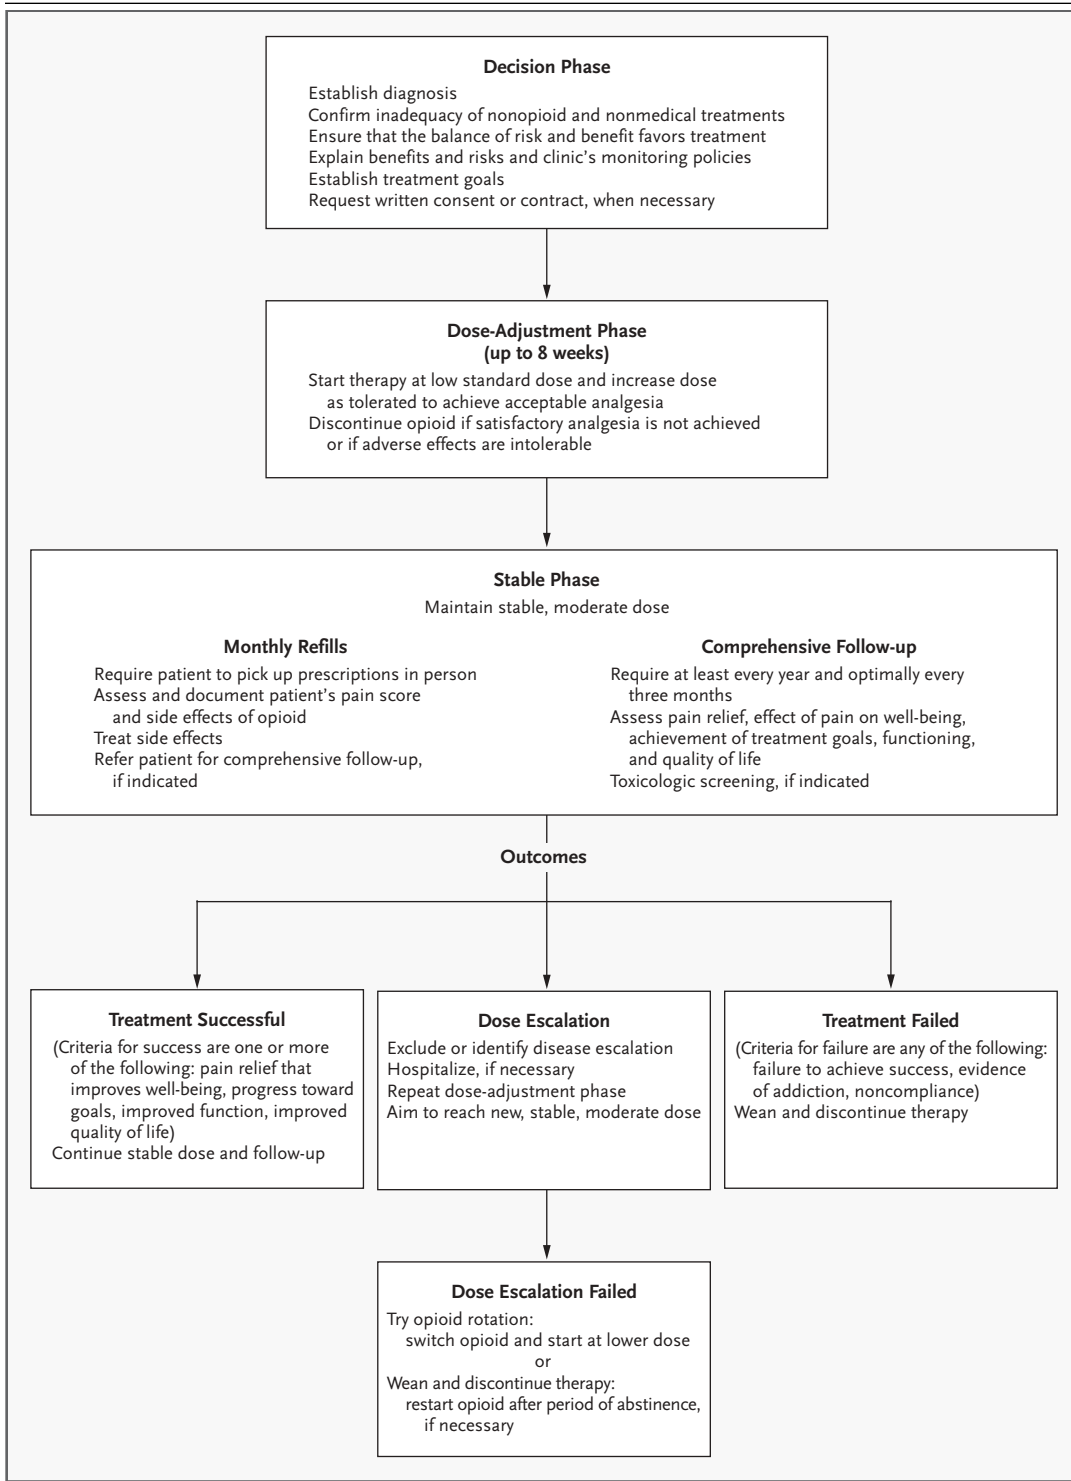 Decision Phase
Establish diagnosis
Confirm inadequacy of nonopioid and nonmedical treatments
Ensure that the balance of risk and benefit favors treatment
Explain benefits and risks and clinic's monitoring policies
Establish treatment goals
Request written consent or contract, when necessary
Dose-Adjustment Phase
(up to 8 weeks)
Start therapy at low standard dose and increase dose
as tolerated to achieve acceptable analgesia
Discontinue opioid if satisfactory analgesia is not achieved
or if adverse effects are intolerable
Stable Phase
Maintain stable, moderate dose
Monthly Refills
Require patient to pick up prescriptions in person
Assess and document patient's pain score
and side effects of opioid
Treat side effects
Refer patient for comprehensive follow-up,
if indicated
Comprehensive Follow-up
Require at least every year and optimally every
three months
Assess pain relief, effect of pain on well-being,
achievement of treatment goals, functioning,
and quality of life
Toxicologic screening, if indicated
Outcomes
Treatment Successful
(Criteria for success are one or more
of the following: pain relief that
improves well-being, progress toward
goals, improved function, improved
quality of life)
Continue stable dose and follow-up
Dose Escalation
Exclude or identify disease escalation
Hospitalize, if necessary
Repeat dose-adjustment phase
Aim to reach new, stable, moderate dose
Treatment Failed
(Criteria for failure are any of the following:
failure to achieve success, evidence
of addiction, noncompliance)
Wean and discontinue therapy
Dose Escalation Failed
Try opioid rotation:
switch opioid and start at lower dose
or
Wean and discontinue therapy:
restart opioid after period of abstinence,
if necessary